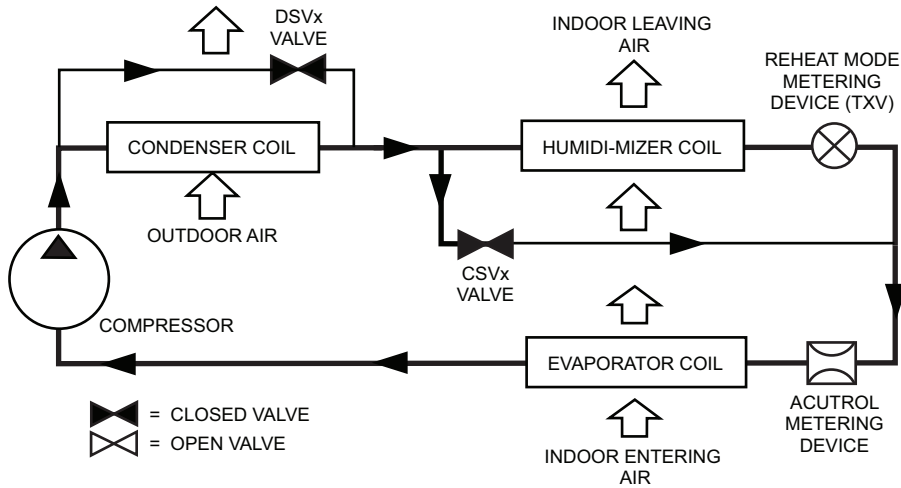 DSVx
VALVE
INDOOR LEAVING
AIR
REHEAT MODE
METERING
DEVICE (TXV)
CONDENSER COIL
HUMIDI-MIZER COIL
OUTDOOR AIR
CSVx
VALVE
COMPRESSOR
EVAPORATOR COIL
ACUTROL
METERING
DEVICE
= CLOSED VALVE
= OPEN VALVE
INDOOR ENTERING
AIR